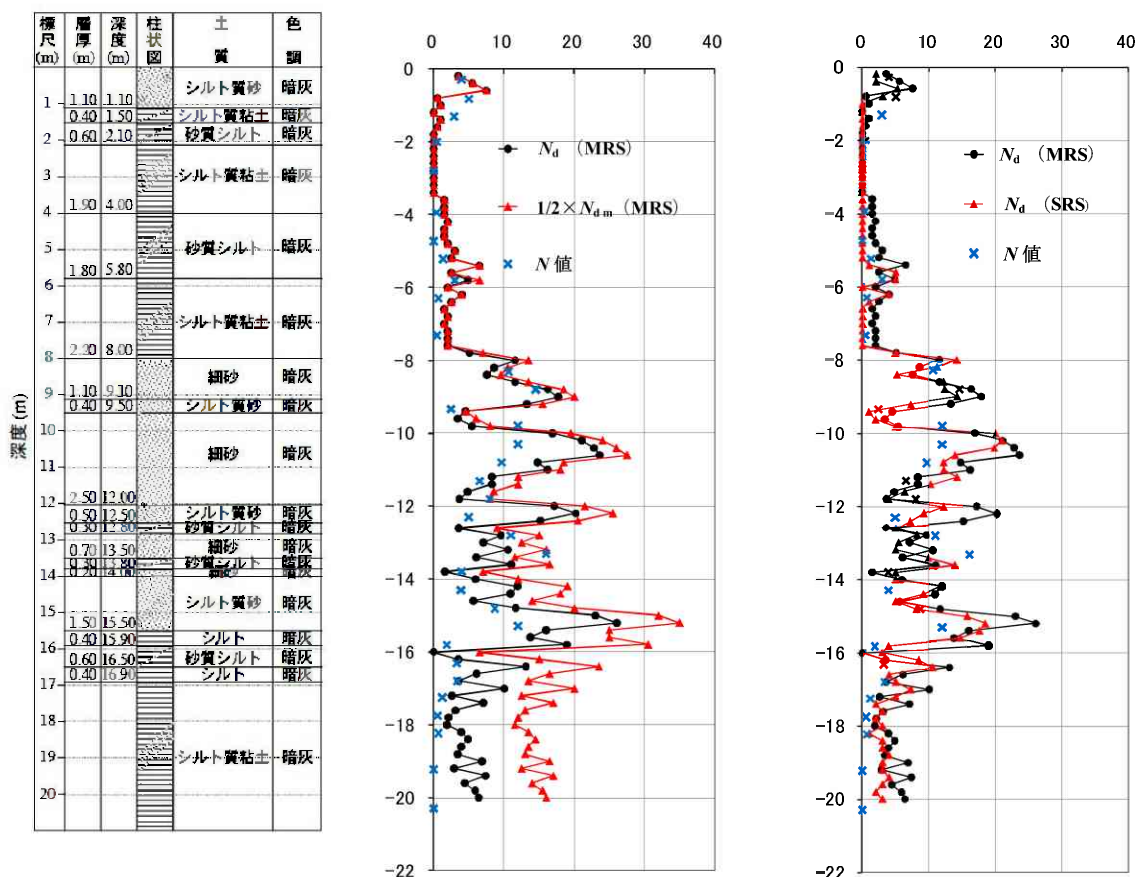 標尺(m) 層厚(m) 深度(m) 柱状図 土質 色調
シルト質砂 暗灰
1 1.10 1.10
0.40 1.50 シルト質粘土 暗灰
2 0.60 2.10 砂質シルト 暗灰
3 シルト質粘土 暗灰
4 1.90 4.00
5 砂質シルト 暗灰
1.80 5.80
6
7 シルト質粘土 暗灰
8 2.30 8.00
細砂 暗灰
9 1.10 9.10
0.40 9.50 シルト質砂 暗灰
10
11 細砂 暗灰
12 2.50 12.00
0.50 12.50 シルト質砂 暗灰
0.30 12.80 砂質シルト 暗灰
13 細砂 暗灰
0.70 13.50
0.30 13.80 砂質シルト 暗灰
14 0.20 細砂 暗灰
シルト質砂 暗灰
15
1.50 15.50
0.40 15.90 シルト 暗灰
16 砂質シルト 暗灰
0.60 16.50
0.40 16.90 シルト 暗灰
17
18
19 シルト質粘土 暗灰
20
深度 (m)
0 10 20 30 40
0
−2
−4
−6
−8
−10
−12
−14
−16
−18
−20
−22
Nd （MRS）
1/2×Nd m（MRS）
N 値
0 10 20 30 40
0
−2
−4
−6
−8
−10
−12
−14
−16
−18
−20
−22
Nd （MRS）
Nd （SRS）
N 値